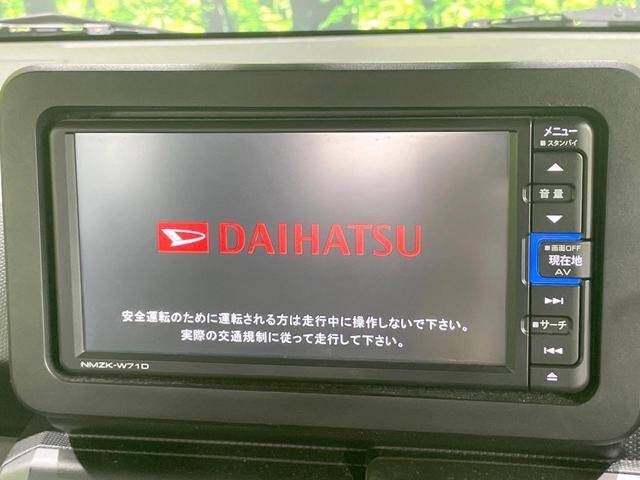 DAIHATSU
安全運転のために運転される方は走行中に操作しないで下さい。
実際の交通規制に従って走行して下さい。
NMZK-W71D
メニュー
スタンバイ
音量
画面OFF
現在地
AV
サーチ